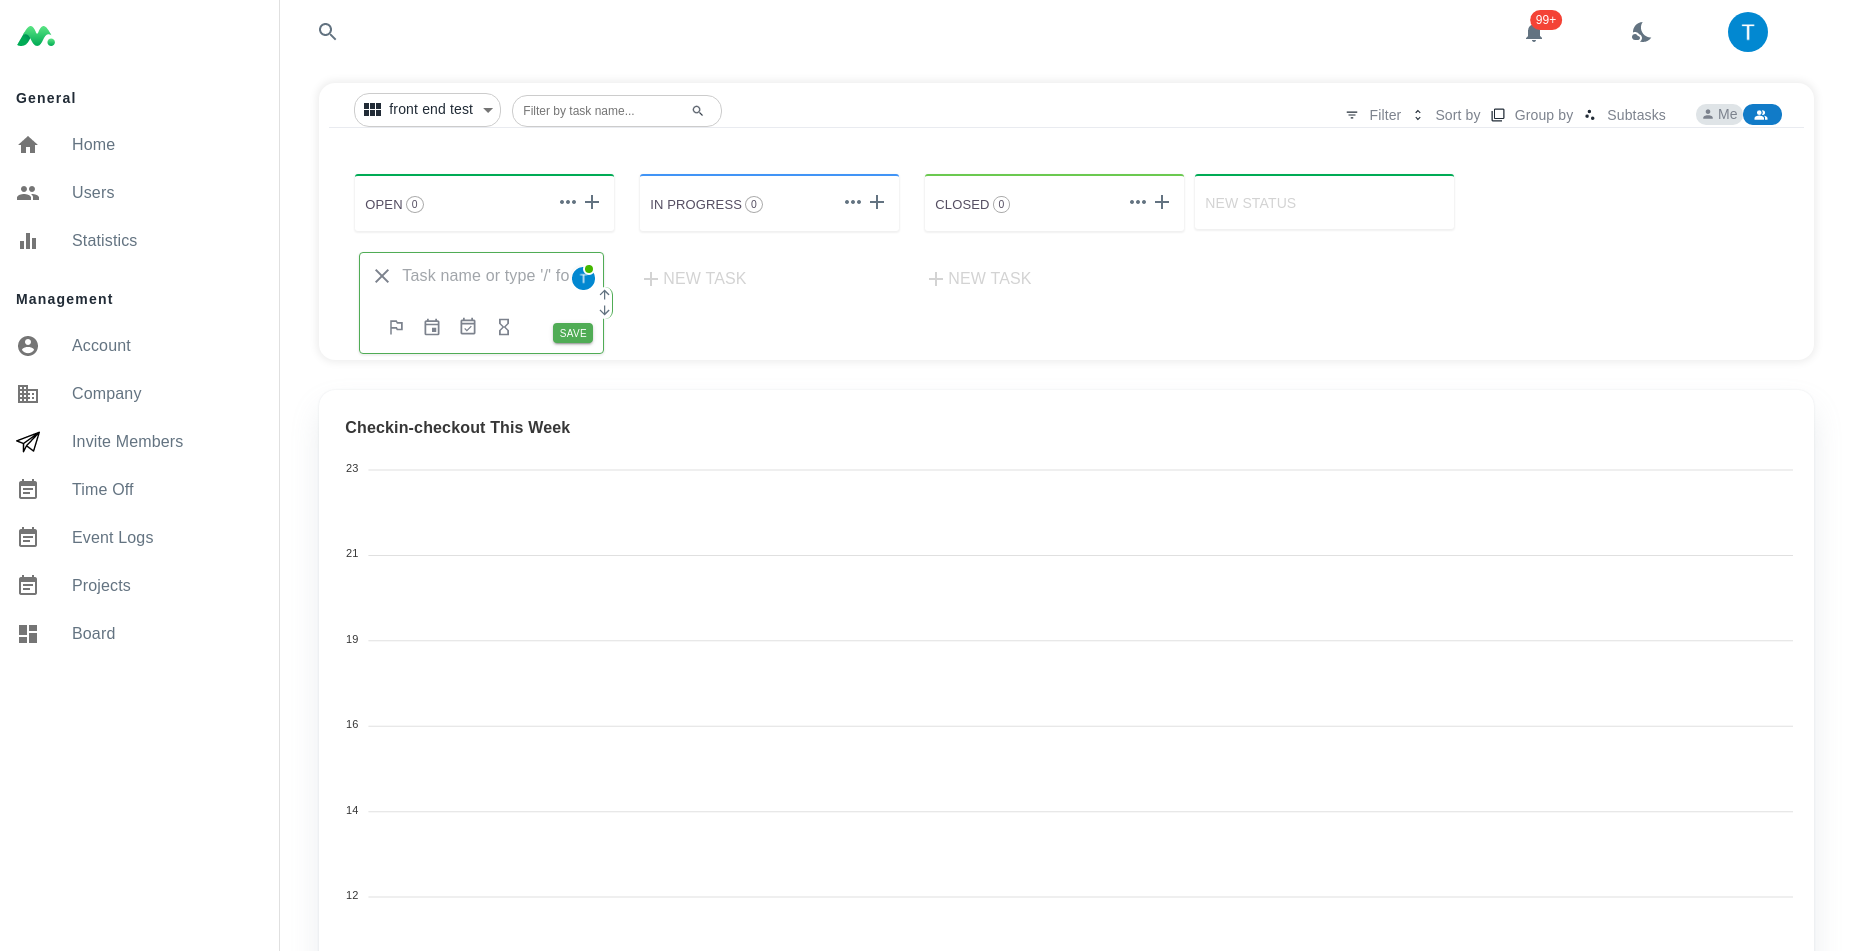 General
Home
Users
Statistics
Management
Account
Company
Invite Members
Time Off
Event Logs
Projects
Board
99+
T
front end test
Filter by task name...
Filter
Sort by
Group by
Subtasks
Me
OPEN 0
IN PROGRESS 0
CLOSED 0
NEW STATUS
Task name or type '/' fo
T
SAVE
NEW TASK
NEW TASK
Checkin-checkout This Week
23
21
19
16
14
12